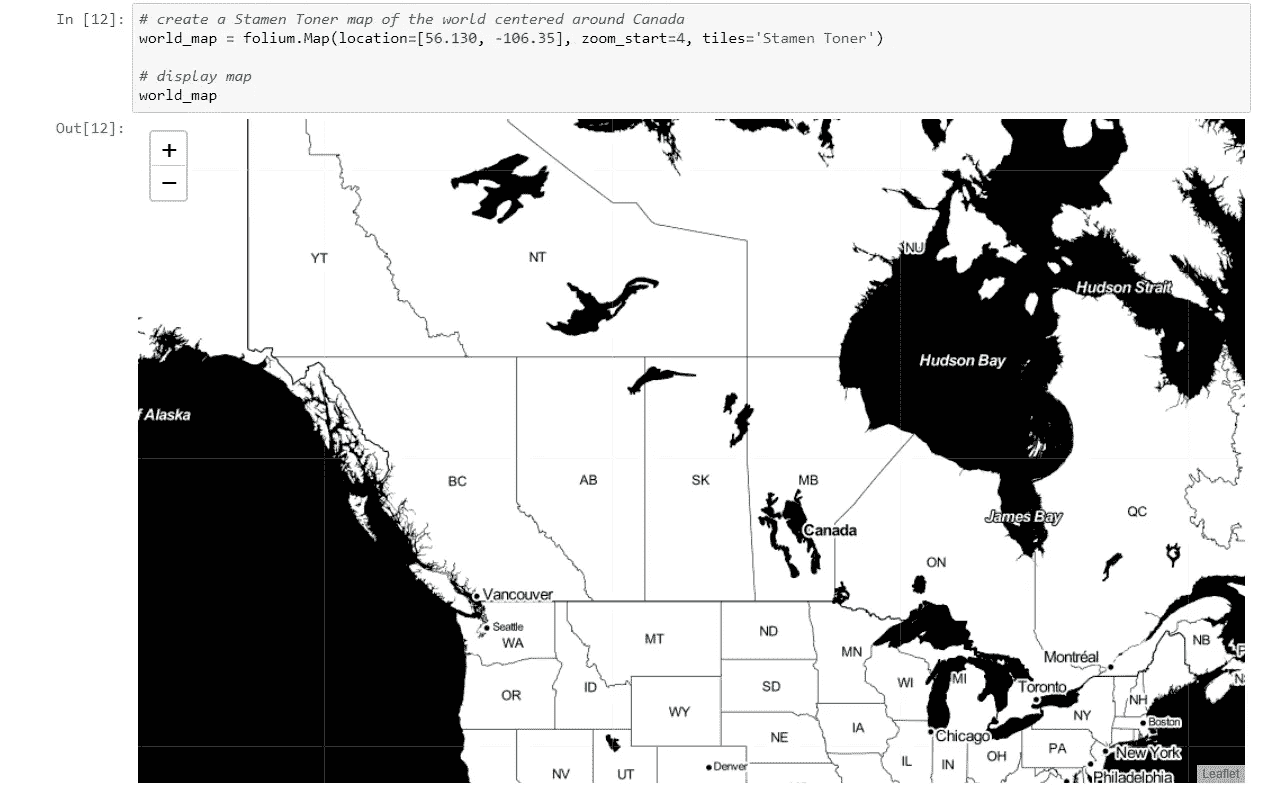 In [12]:
# create a Stamen Toner map of the world centered around Canada
world_map = folium.Map(location=[56.130, -106.35], zoom_start=4, tiles='Stamen Toner')
# display map
world_map
Out[12]:
+
−
YT
NT
NU
Hudson Strait
Hudson Bay
f Alaska
BC
AB
SK
MB
Canada
James Bay
QC
ON
Vancouver
Seattle
WA
MT
ND
MN
Montréal
NB
OR
ID
SD
WI
MI
Toronto
NH
WY
NY
Boston
NE
IA
Chicago
PA
New York
NV
UT
Denver
IL
IN
OH
Philadelphia
Leaflet